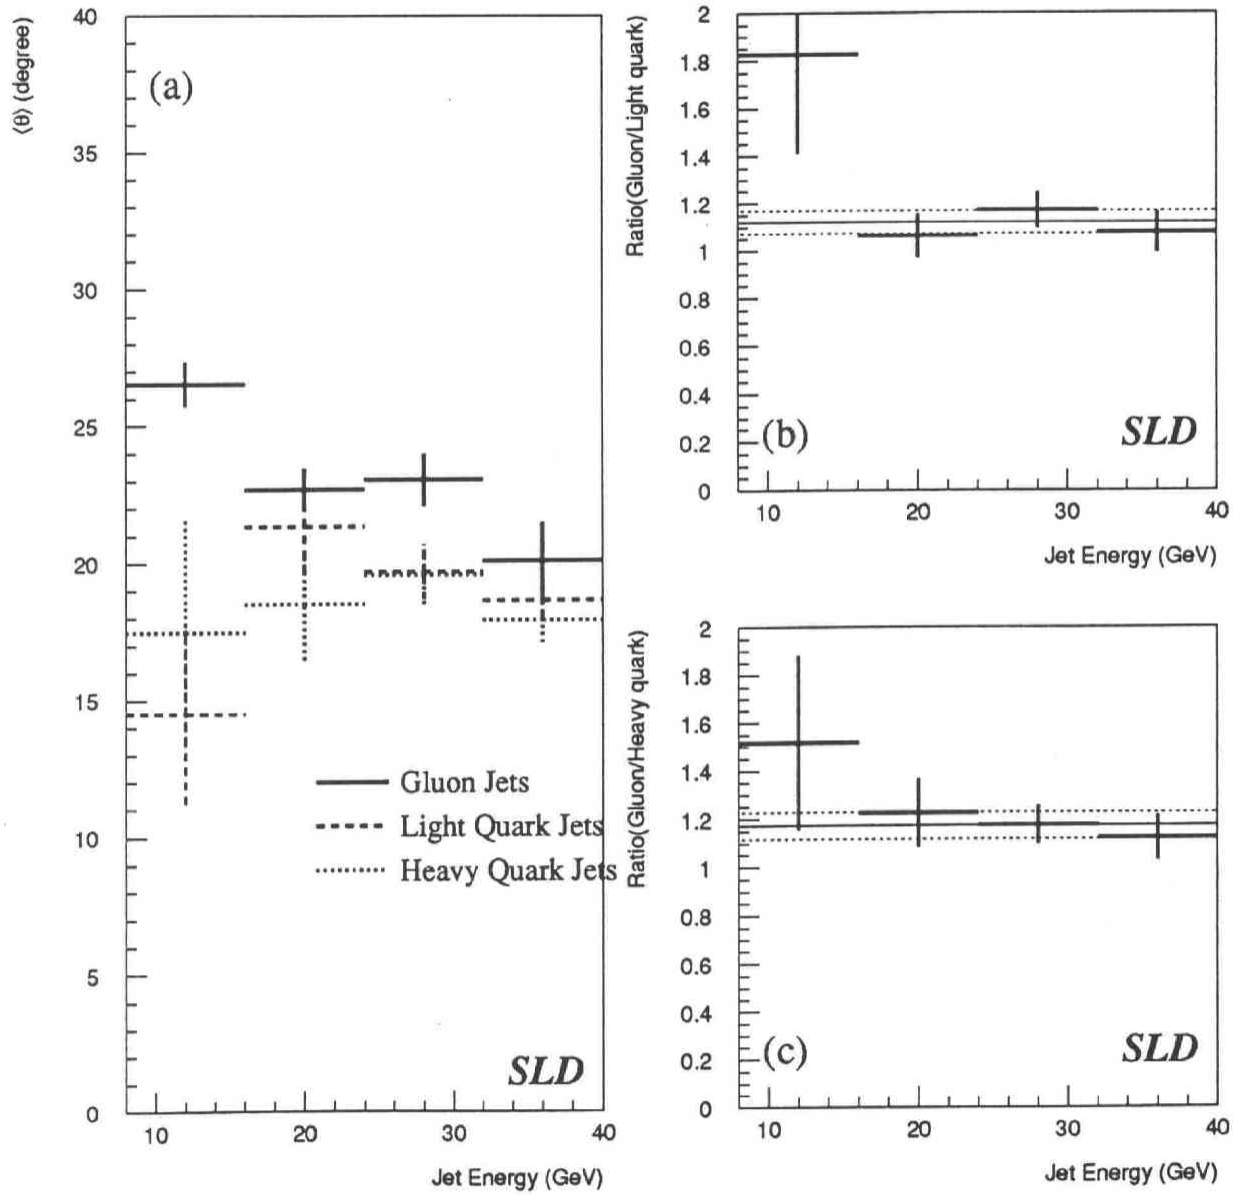 ⟨θ⟩ (degree)
40
35
30
25
20
15
10
5
0
(a)
Gluon Jets
Light Quark Jets
Heavy Quark Jets
SLD
10
20
30
40
Jet Energy (GeV)
Ratio(Gluon/Light quark)
2
1.8
1.6
1.4
1.2
1
0.8
0.6
0.4
0.2
0
(b)
SLD
10
20
30
40
Jet Energy (GeV)
Ratio(Gluon/Heavy quark)
2
1.8
1.6
1.4
1.2
1
0.8
0.6
0.4
0.2
0
(c)
SLD
10
20
30
40
Jet Energy (GeV)